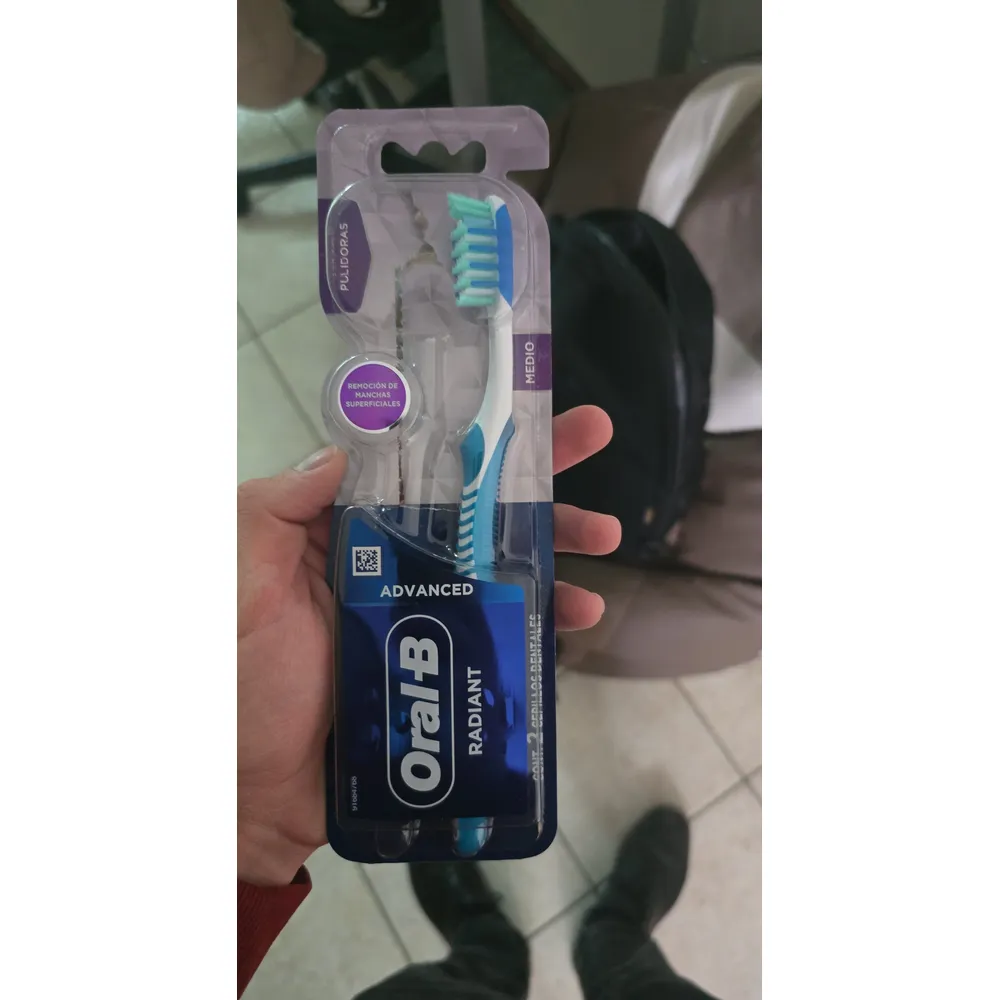 PULIDORAS
REMOCIÓN DE
MANCHAS
SUPERFICIALES
MEDIO
ADVANCED
Oral-B
RADIANT
CONT. 2 CEPILLOS DENTALES